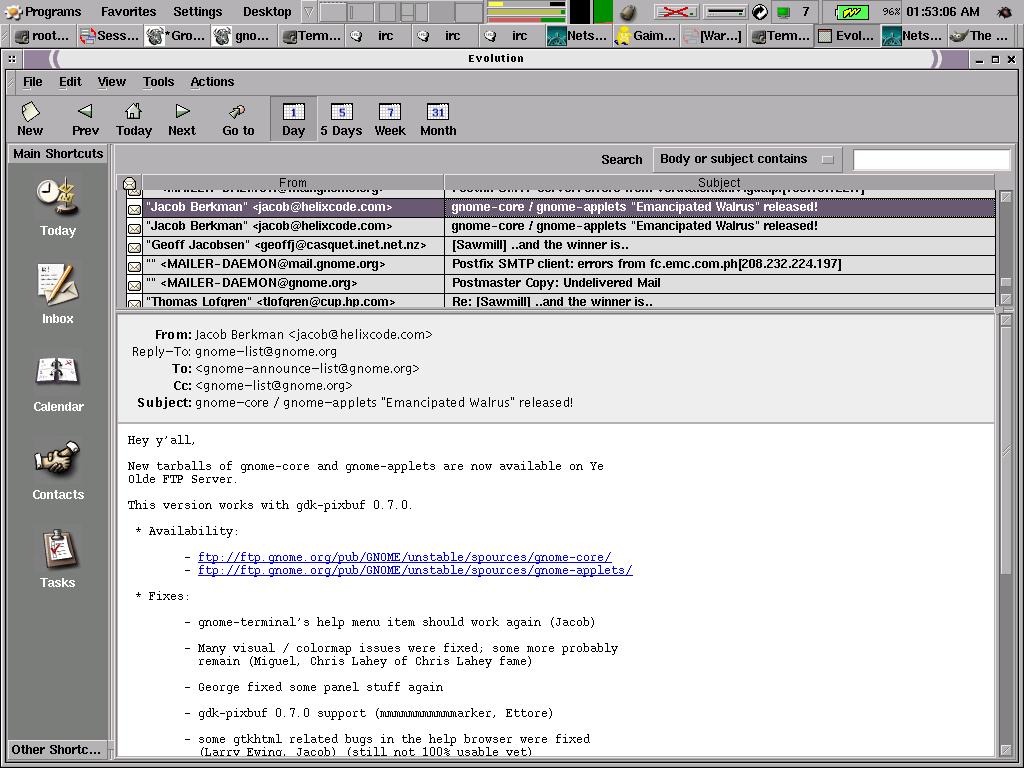 Programs Favorites Settings Desktop 7 96% 01:53:06 AM
root... Sess... *Gro... gno... Term... irc irc irc Nets... Gaim... [War... Term... Evol... Nets... The ...
Evolution
File Edit View Tools Actions
New Prev Today Next Go to 1 Day 5 5 Days 7 Week 31 Month
Main Shortcuts
Search Body or subject contains
From Subject
"Jacob Berkman" <jacob@helixcode.com> gnome-core / gnome-applets "Emancipated Walrus" released!
"Jacob Berkman" <jacob@helixcode.com> gnome-core / gnome-applets "Emancipated Walrus" released!
"Geoff Jacobsen" <geoffj@casquet.inet.net.nz> [Sawmill] ..and the winner is..
"" <MAILER-DAEMON@mail.gnome.org> Postfix SMTP client: errors from fc.emc.com.ph[208.232.224.197]
"" <MAILER-DAEMON@gnome.org> Postmaster Copy: Undelivered Mail
"Thomas Lofgren" <tlofgren@cup.hp.com> Re: [Sawmill] ..and the winner is..
Today
Inbox
Calendar
Contacts
Tasks
Other Shortc...
From: Jacob Berkman <jacob@helixcode.com>
Reply-To: gnome-list@gnome.org
To: <gnome-announce-list@gnome.org>
Cc: <gnome-list@gnome.org>
Subject: gnome-core / gnome-applets "Emancipated Walrus" released!
Hey y'all,
New tarballs of gnome-core and gnome-applets are now available on Ye
Olde FTP Server.
This version works with gdk-pixbuf 0.7.0.
* Availability:
- ftp://ftp.gnome.org/pub/GNOME/unstable/spources/gnome-core/
- ftp://ftp.gnome.org/pub/GNOME/unstable/spources/gnome-applets/
* Fixes:
- gnome-terminal's help menu item should work again (Jacob)
- Many visual / colormap issues were fixed; some more probably
remain (Miguel, Chris Lahey of Chris Lahey fame)
- George fixed some panel stuff again
- gdk-pixbuf 0.7.0 support (mmmmmmmmmmarker, Ettore)
- some gtkhtml related bugs in the help browser were fixed
(Larry Ewing, Jacob) (still not 100% usable yet)